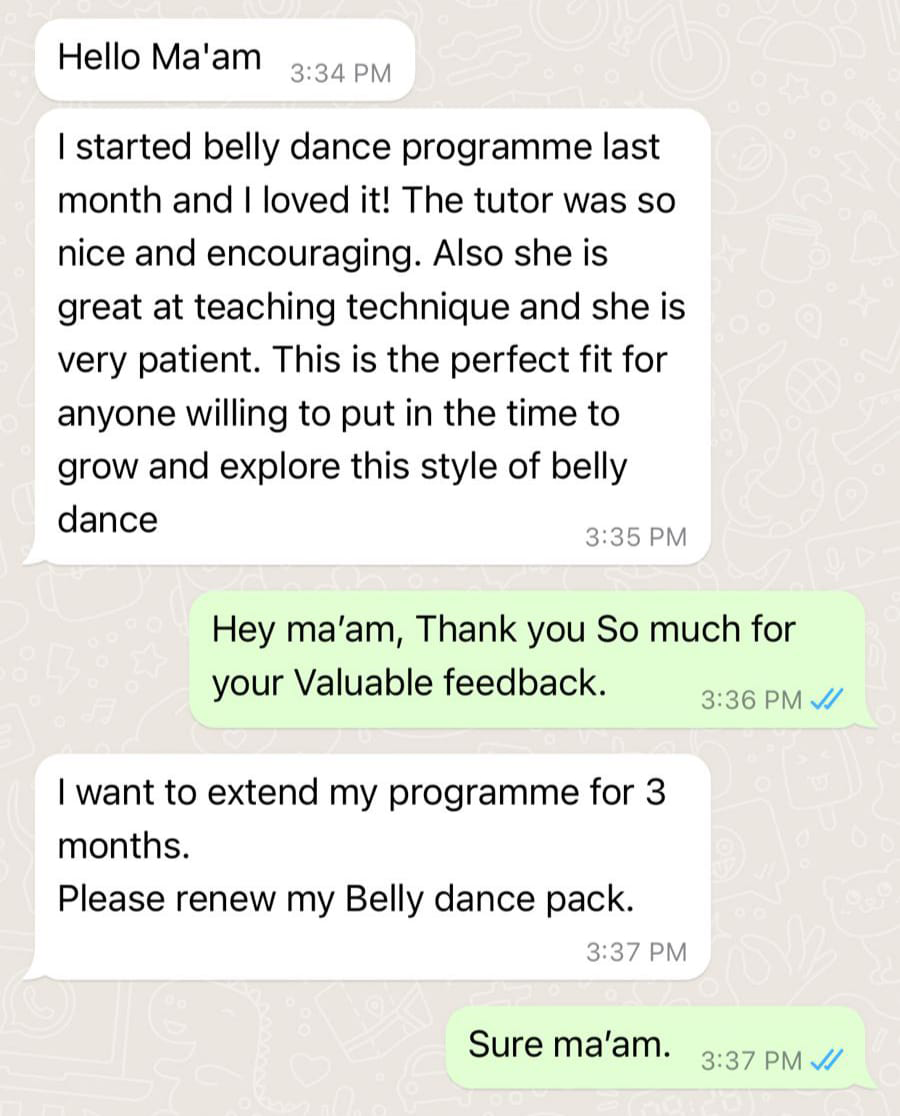 Hello Ma'am
3:34 PM
I started belly dance programme last
month and I loved it! The tutor was so
nice and encouraging. Also she is
great at teaching technique and she is
very patient. This is the perfect fit for
anyone willing to put in the time to
grow and explore this style of belly
dance
3:35 PM
Hey ma’am, Thank you So much for
your Valuable feedback.
3:36 PM
I want to extend my programme for 3
months.
Please renew my Belly dance pack.
3:37 PM
Sure ma’am.
3:37 PM